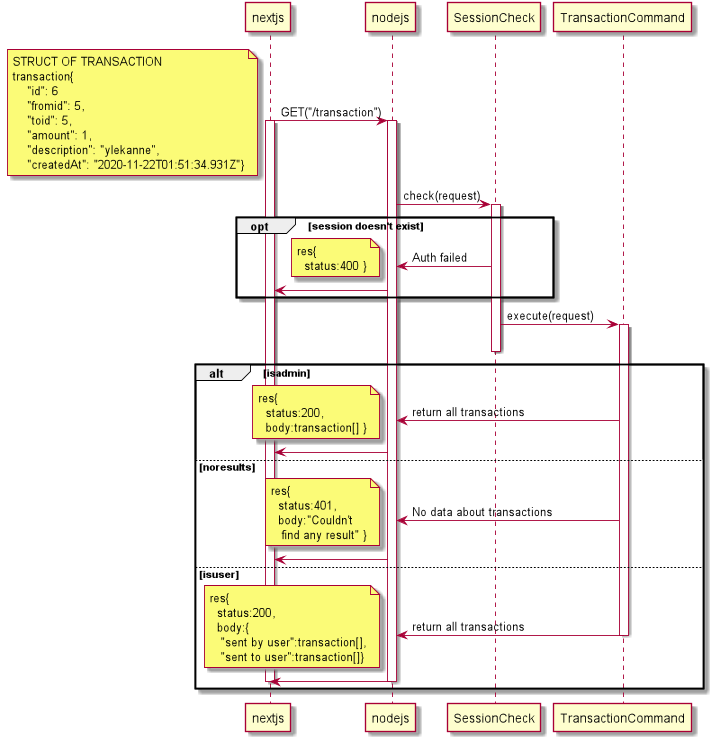 nextjs
nodejs
SessionCheck
TransactionCommand
STRUCT OF TRANSACTION
transaction{
"id": 6
"fromid": 5,
"toid": 5,
"amount": 1,
"description": "ylekanne",
"createdAt": "2020-11-22T01:51:34.931Z"}
GET("/transaction")
check(request)
opt
[session doesn't exist]
res{
status:400 }
Auth failed
execute(request)
alt
[isadmin]
res{
status:200,
body:transaction[] }
return all transactions
[noresults]
res{
status:401,
body:"Couldn't
find any result" }
No data about transactions
[isuser]
res{
status:200,
body:{
"sent by user":transaction[],
"sent to user":transaction[]}
return all transactions
nextjs
nodejs
SessionCheck
TransactionCommand